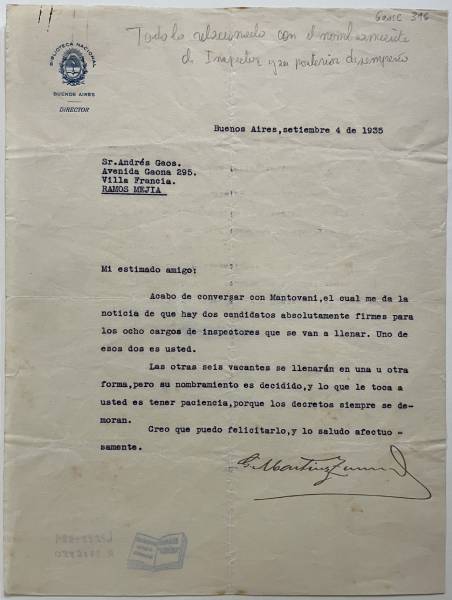 Gaos C 396
Todo lo relacionado con el nombramiento
de Inspector y su posterior desempeño
BIBLIOTECA NACIONAL
BUENOS AIRES
DIRECTOR
Buenos Aires,setiembre 4 de 1935
Sr.Andrés Gaos.
Avenida Gaona 295.
Villa Francia.
RAMOS MEJIA
Mi estimado amigo:
Acabo de conversar con Mantovani,el cual me da la
noticia de que hay dos candidatos absolutamente firmes para
los ocho cargos de inspectores que se van a llenar. Uno de
esos dos es usted.
Las otras seis vacantes se llenarán en una u otra
forma,pero su nombramiento es decidido,y lo que le toca a
usted es tener paciencia,porque los decretos siempre se de-
moran.
Creo que puedo felicitarlo,y lo saludo afectuo-
samente.
G. Martínez Zuviría